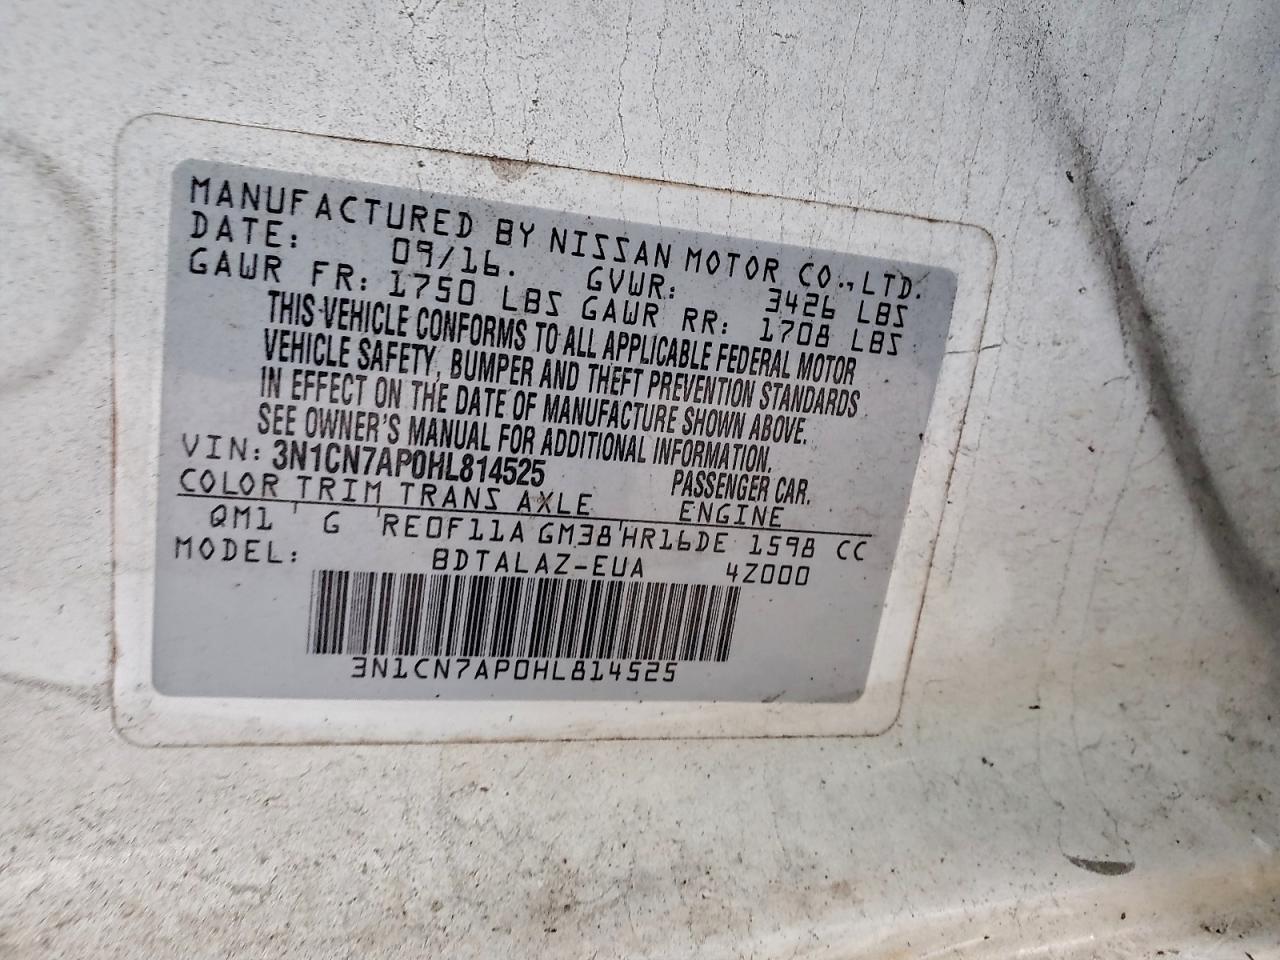 MANUFACTURED BY NISSAN MOTOR CO.,LTD.
DATE: 09/16. GVWR: 3426 LBS
GAWR FR: 1750 LBS GAWR RR: 1708 LBS
THIS VEHICLE CONFORMS TO ALL APPLICABLE FEDERAL MOTOR
VEHICLE SAFETY, BUMPER AND THEFT PREVENTION STANDARDS
IN EFFECT ON THE DATE OF MANUFACTURE SHOWN ABOVE.
SEE OWNER'S MANUAL FOR ADDITIONAL INFORMATION.
VIN: 3N1CN7AP0HL814525 PASSENGER CAR.
COLOR TRIM TRANS AXLE ENGINE
QM1 G RE0F11A GM38 HR16DE 1598 CC
MODEL: BDTALAZ-EUA 4Z000
3N1CN7AP0HL814525